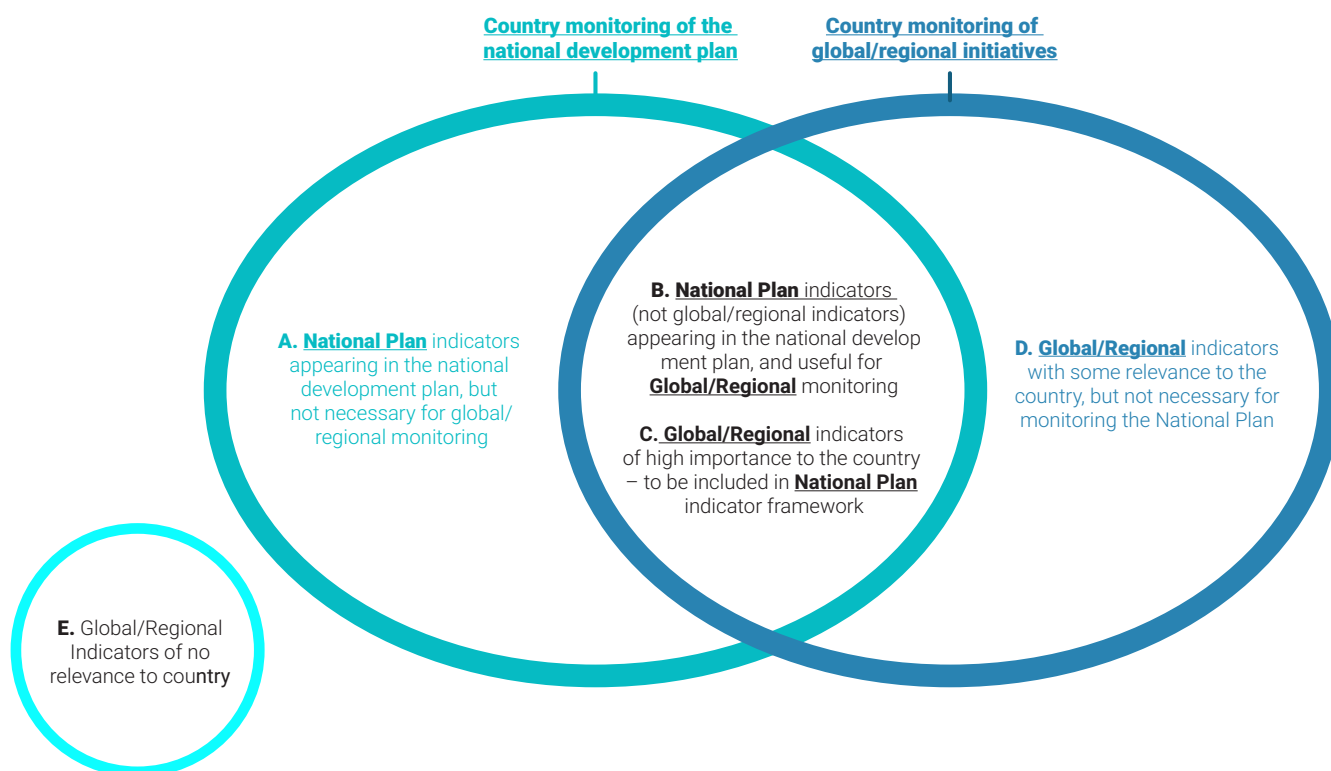 Country monitoring of the
national development plan
Country monitoring of
global/regional initiatives
A. National Plan indicators
appearing in the national
development plan, but
not necessary for global/
regional monitoring
B. National Plan indicators
(not global/regional indicators)
appearing in the national develop
ment plan, and useful for
Global/Regional monitoring
C. Global/Regional indicators
of high importance to the country
– to be included in National Plan
indicator framework
D. Global/Regional indicators
with some relevance to the
country, but not necessary for
monitoring the National Plan
E. Global/Regional
Indicators of no
relevance to country